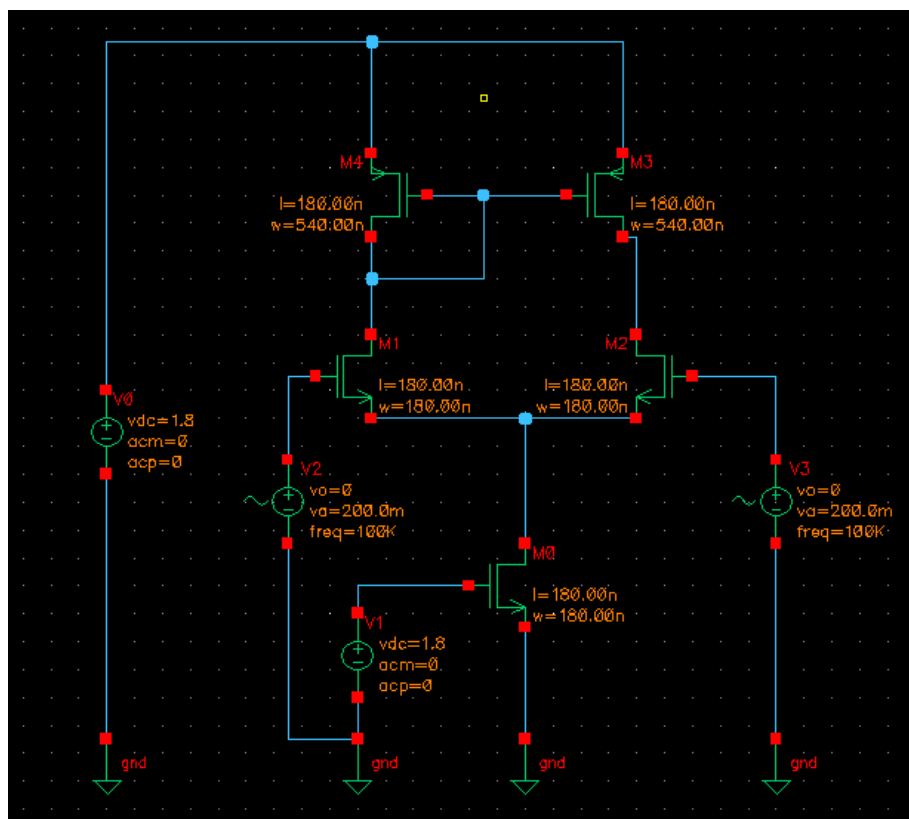 M4
M3
l=180.00n
w=540.00n
l=180.00n
w=540.00n
M1
M2
l=180.00n
w=180.00n
l=180.00n
w=180.00n
V0
vdc=1.8
acm=0
acp=0
V2
vo=0
va=200.0m
freq=100K
V3
vo=0
va=200.0m
freq=100K
M0
l=180.00n
w=180.00n
V1
vdc=1.8
acm=0
acp=0
gnd
gnd
gnd
gnd